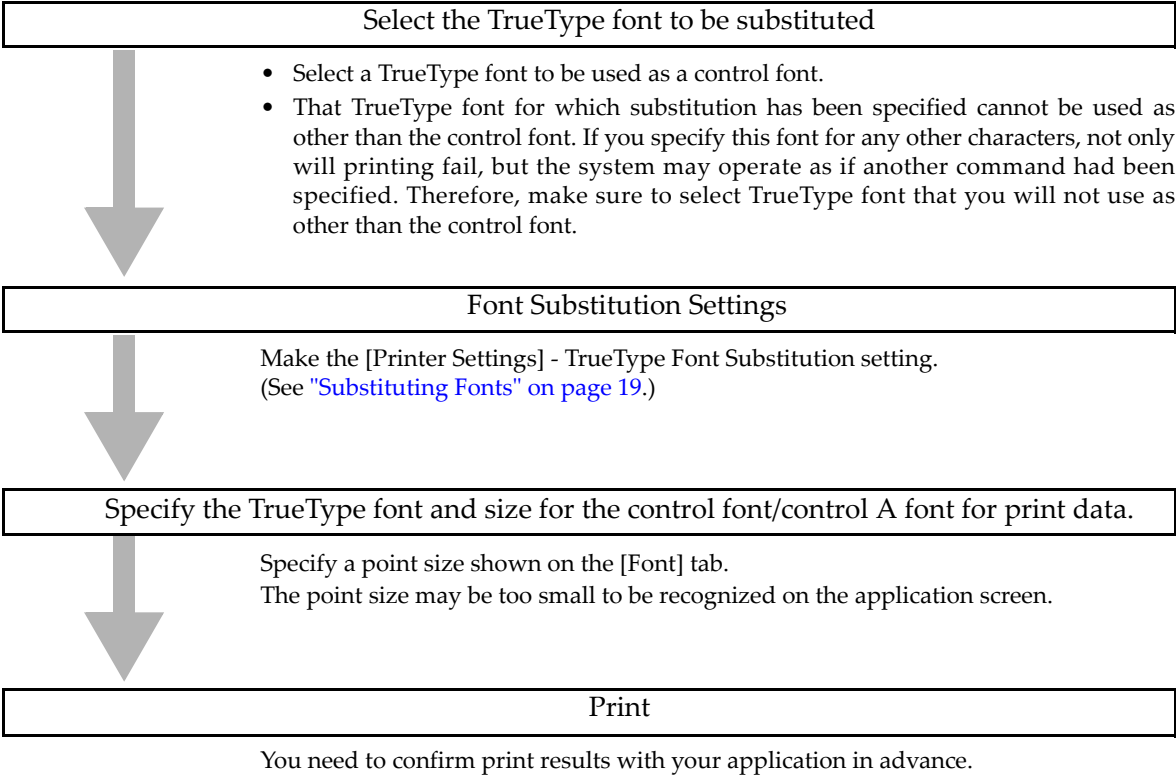 Select the TrueType font to be substituted
• Select a TrueType font to be used as a control font.
• That TrueType font for which substitution has been specified cannot be used as
other than the control font. If you specify this font for any other characters, not only
will printing fail, but the system may operate as if another command had been
specified. Therefore, make sure to select TrueType font that you will not use as
other than the control font.
Font Substitution Settings
Make the [Printer Settings] - TrueType Font Substitution setting.
(See "Substituting Fonts" on page 19.)
Specify the TrueType font and size for the control font/control A font for print data.
Specify a point size shown on the [Font] tab.
The point size may be too small to be recognized on the application screen.
Print
You need to confirm print results with your application in advance.